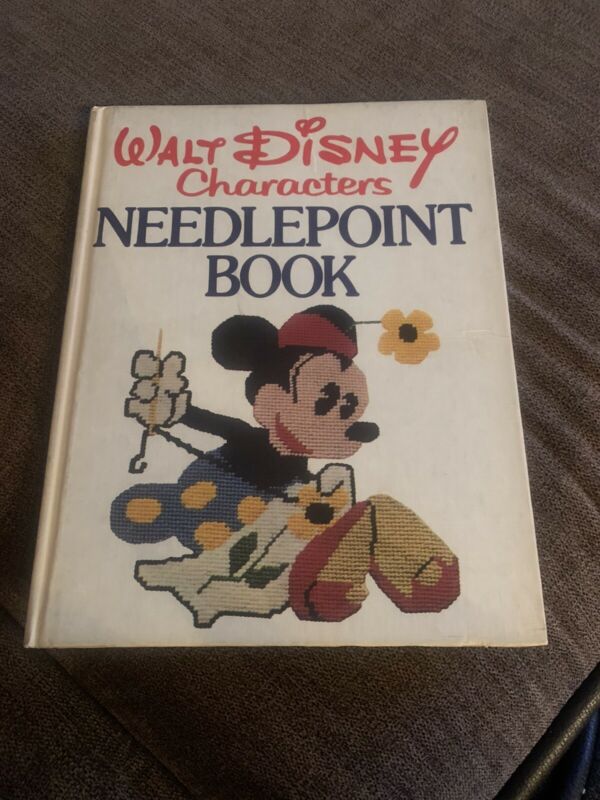 WALT DISNEY
Characters
NEEDLEPOINT
BOOK